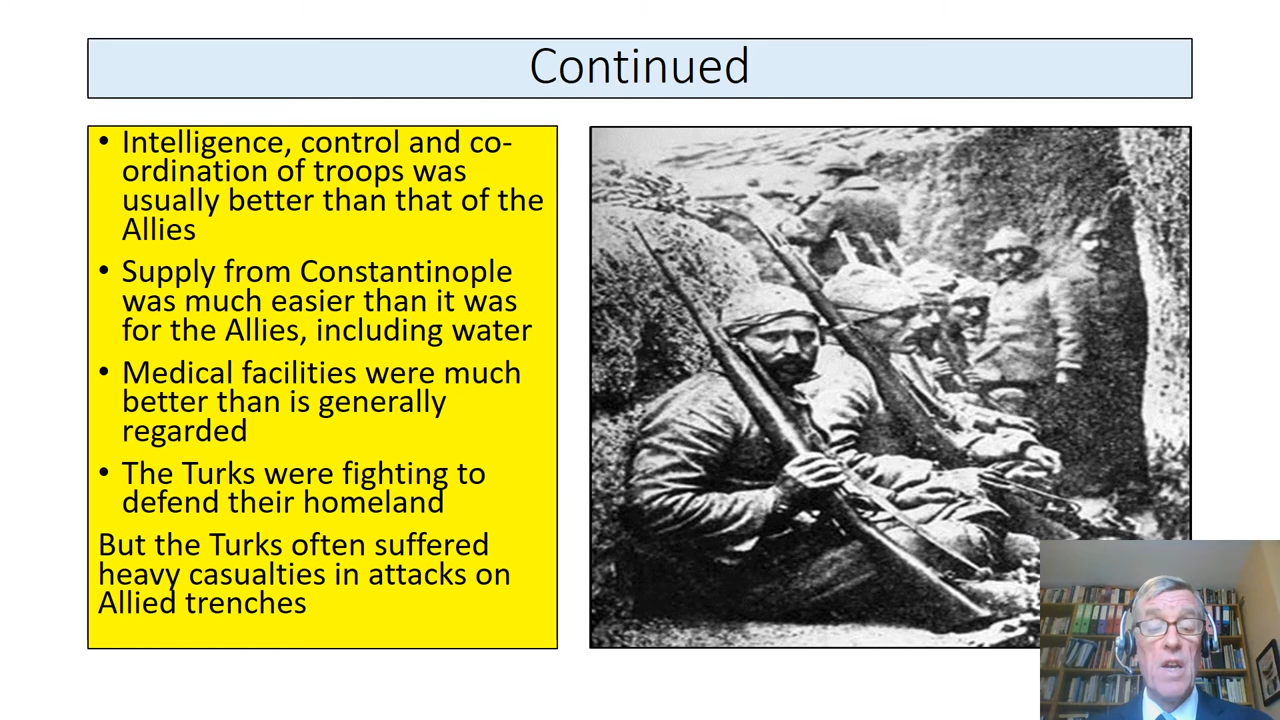 Continued
• Intelligence, control and co-
ordination of troops was
usually better than that of the
Allies
• Supply from Constantinople
was much easier than it was
for the Allies, including water
• Medical facilities were much
better than is generally
regarded
• The Turks were fighting to
defend their homeland
But the Turks often suffered
heavy casualties in attacks on
Allied trenches